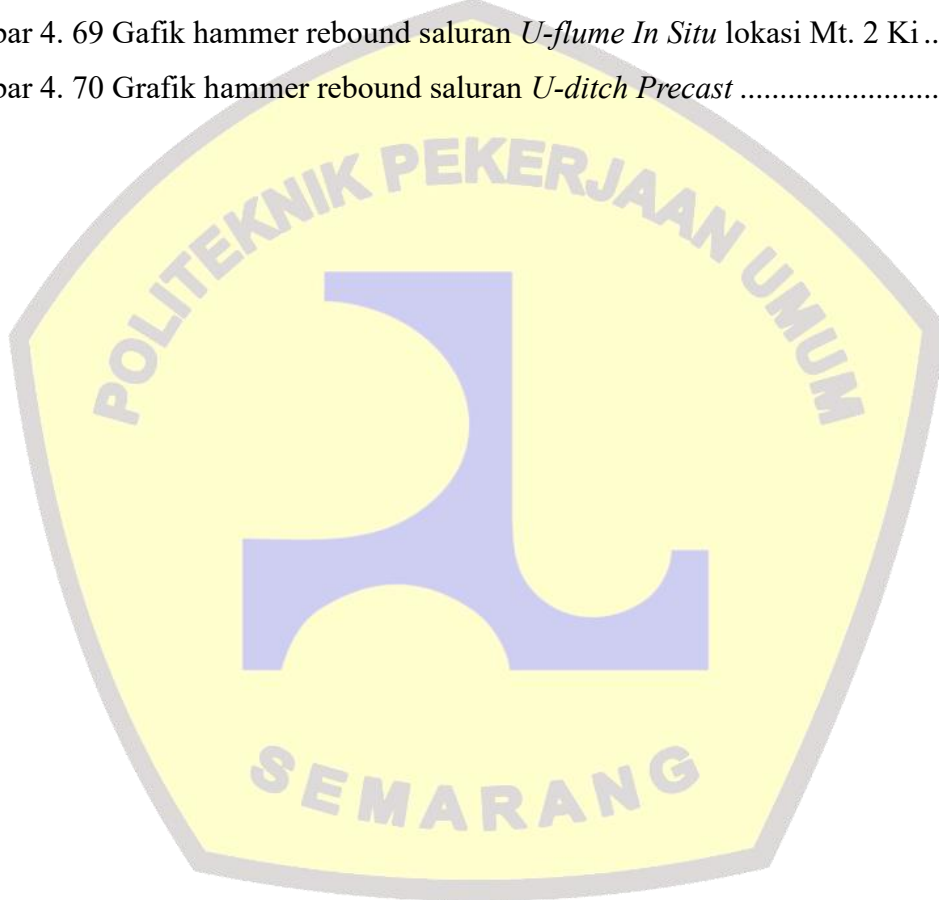 bar 4. 69 Gafik hammer rebound saluran U-flume In Situ lokasi Mt. 2 Ki ..
bar 4. 70 Grafik hammer rebound saluran U-ditch Precast .........................
POLITEKNIK PEKERJAAN UMUM
SEMARANG